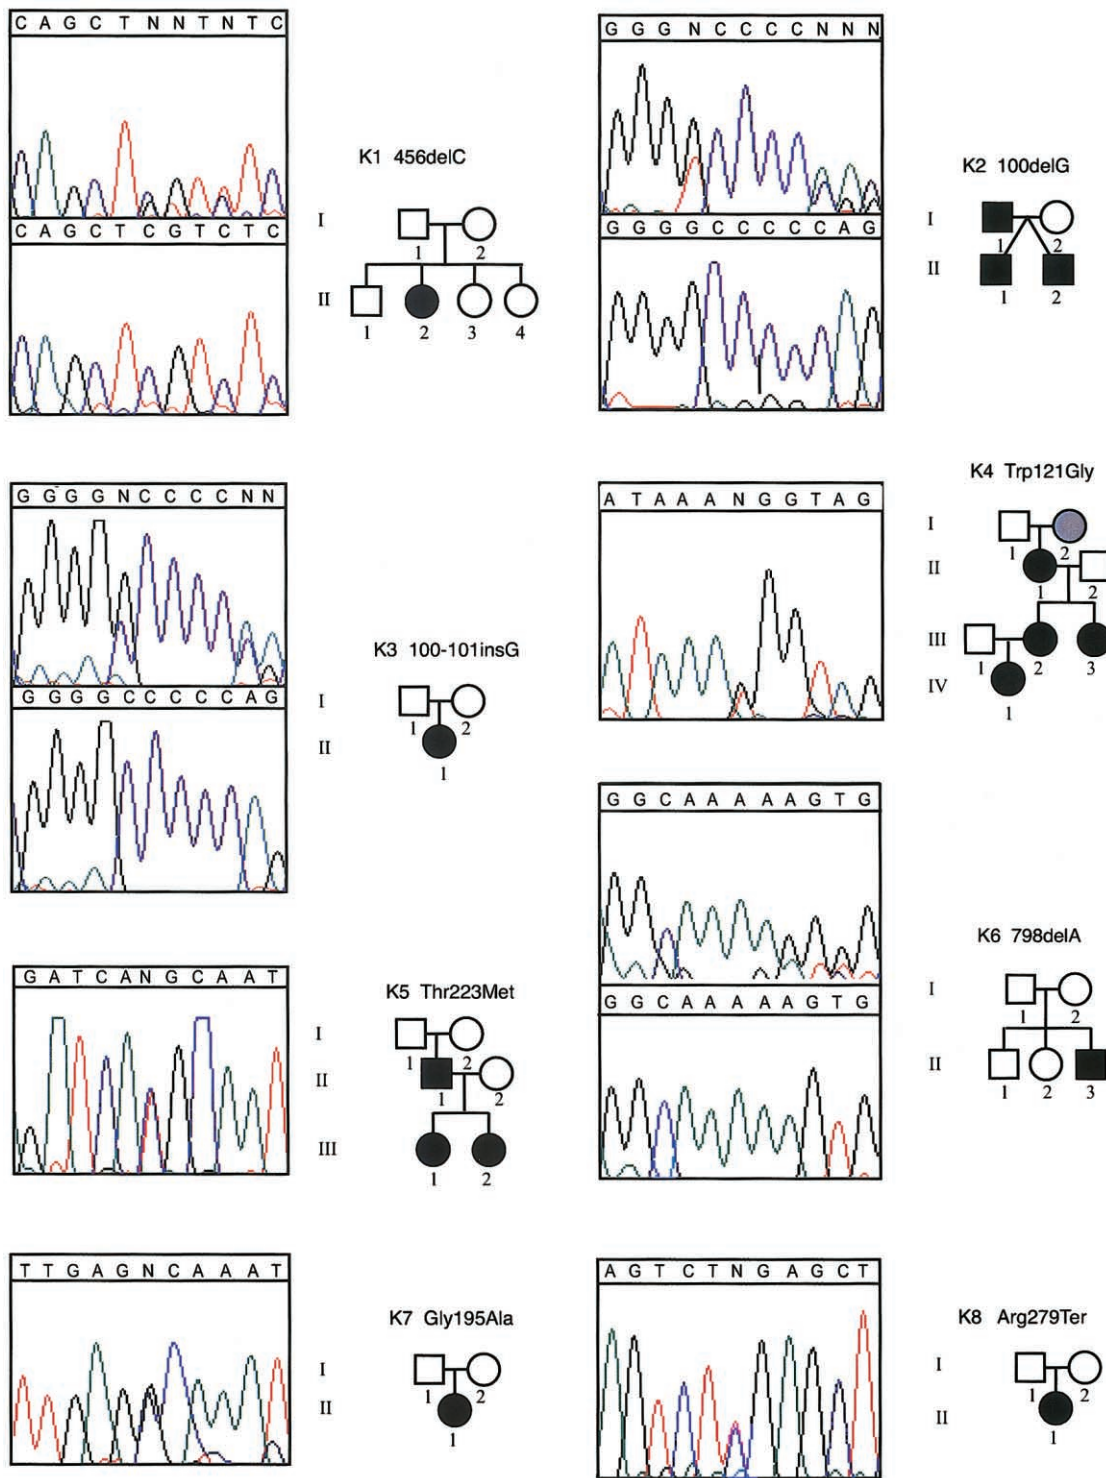 C A G C T N N T N T C
C A G C T C G T C T C
K1 456delC
I
1 2
II
1 2 3 4
G G G N C C C C N N N
G G G G C C C C C A G
K2 100delG
I
1 2
II
1 2
G G G G N C C C C N N
G G G G C C C C C A G
K3 100-101insG
I
1 2
II
1
A T A A A N G G T A G
K4 Trp121Gly
I
1 2
II
1 2
III
1 2 3
IV
1
G A T C A N G C A A T
K5 Thr223Met
I
1 2
II
1 2
III
1 2
G G C A A A A A G T G
G G C A A A A A G T G
K6 798delA
I
1 2
II
1 2 3
T T G A G N C A A A T
K7 Gly195Ala
I
1 2
II
1
A G T C T N G A G C T
K8 Arg279Ter
I
1 2
II
1